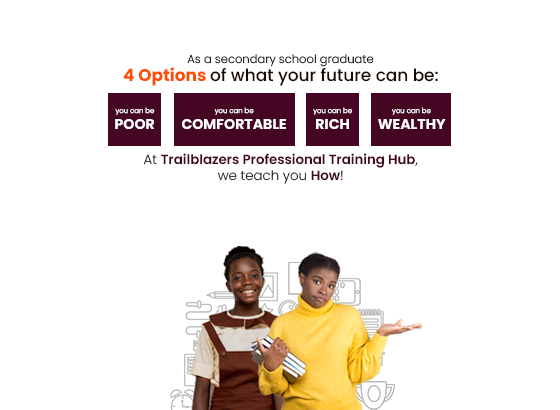 As a secondary school graduate
4 Options of what your future can be:
you can be
POOR
you can be
COMFORTABLE
you can be
RICH
you can be
WEALTHY
At Trailblazers Professional Training Hub,
we teach you How!